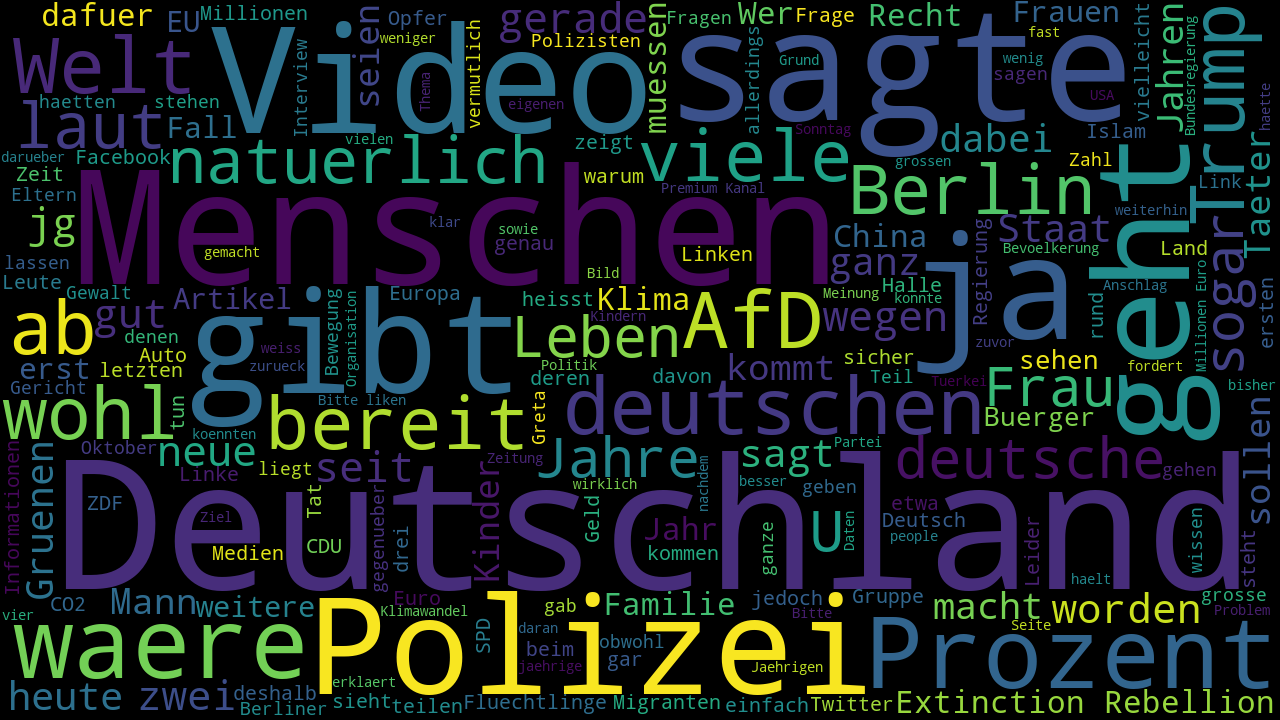 dafuer
EU
Millionen
Opfer
gerade
Fragen
Wer
Frage
Recht
Frauen
Welt
Interview
Video
seien
weniger
Polizisten
vermutlich
muessen
sagte
allerdings
Grund
wenig
sagen
fast
USA
vielleicht
Jahren
Bundesregierung
Trump
haette
haetten
stehen
Thema
eigenen
laut
Fall
vielen
zeigt
Sonntag
dabei
Islam
darueber
Facebook
natuerlich
viele
grossen
Zahl
Zeit
Eltern
warum
Premium Kanal
Berlin
geht
Link
Taeter
jg
Menschen
klar
sowie
genau
gemacht
Linken
China
ganz
Regierung
Staat
weiterhin
Bevoelkerung
Land
lassen
Leute
Gewalt
Artikel
Europa
Bild
heisst
Klima
Meinung
Halle
konnte
ja
rund
Anschlag
Millionen Euro
sogar
ersten
ab
gut
denen
gibt
Bewegung
Organisation
Kindern
Leben
AfD
wegen
zuvor
erst
Auto
letzten
weiss
zurueck
Politik
deren
davon
kommt
sicher
Teil
sehen
fordert
Tuerkei
bisher
Gericht
wohl
tun
Bitte liken
bereit
Greta
deutschen
Frau
Buerger
sollen
koennten
Oktober
neue
Zeitung
Jahre
sagt
Partei
deutsche
gehen
Informationen
Gruenen
Linke
liegt
seit
wirklich
nachdem
besser
geben
ZDF
Ziel
Tat
Deutschland
Kinder
Geld
Jahr
U
Daten
etwa
Deutsch
people
wissen
Medien
CDU
gegenueber
drei
kommen
ganze
Leider
haelt
steht
CO2
Mann
weitere
Euro
Klimawandel
gab
Familie
jedoch
Bitte
Gruppe
macht
worden
grosse
Problem
vier
waere
Polizei
SPD
daran
beim
jaehrige
obwohl
gar
Jaehrigen
Prozent
Seite
heute
zwei
deshalb
Berliner
erklaert
sieht
teilen
Fluechtlinge
Migranten
einfach
Twitter
Extinction Rebellion